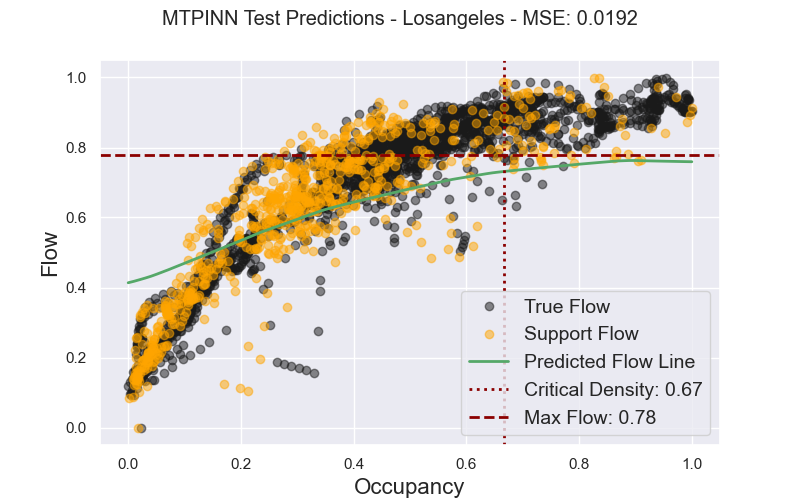 MTPINN Test Predictions - Losangeles - MSE: 0.0192
1.0
0.8
0.6
0.4
0.2
0.0
Flow
True Flow
Support Flow
Predicted Flow Line
Critical Density: 0.67
Max Flow: 0.78
0.0 0.2 0.4 0.6 0.8 1.0
Occupancy